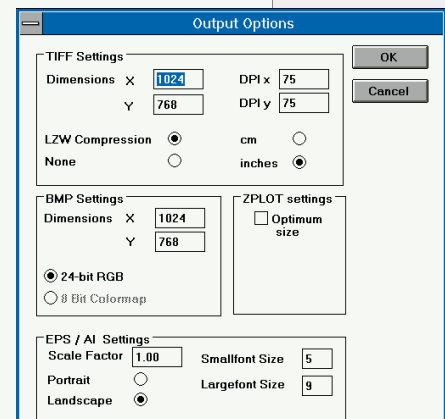 Output Options
TIFF Settings
Dimensions X 1024 DPI x 75
Y 768 DPI y 75
LZW Compression cm
None inches
OK
Cancel
BMP Settings
Dimensions X 1024
Y 768
24-bit RGB
8 Bit Colormap
ZPLOT settings
Optimum
size
EPS / AI Settings
Scale Factor 1.00 Smallfont Size 5
Portrait Largefont Size 9
Landscape